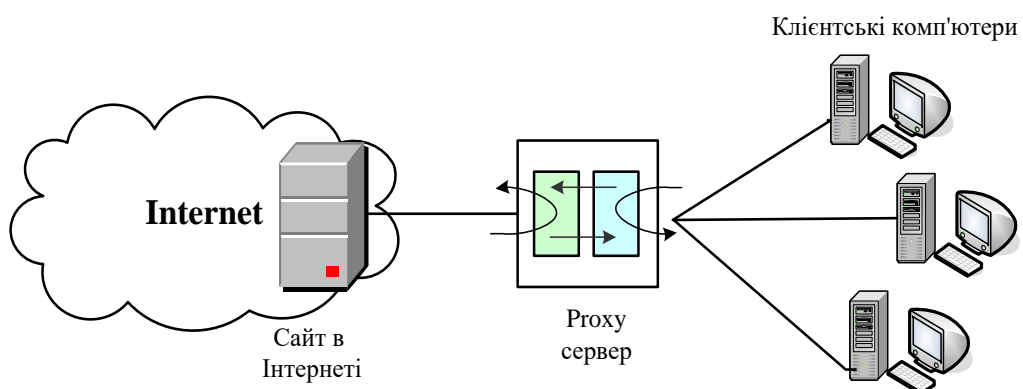 Клієнтські комп'ютери
Internet
Сайт в
Інтернеті
Proxy
сервер